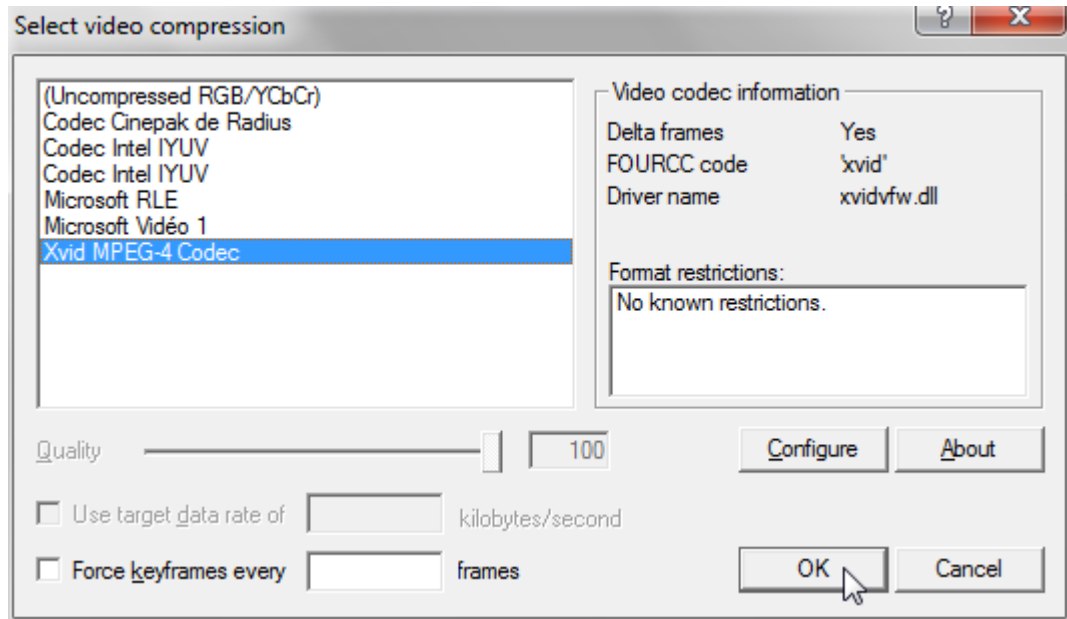 Select video compression
(Uncompressed RGB/YCbCr)
Codec Cinepak de Radius
Codec Intel IYUV
Codec Intel IYUV
Microsoft RLE
Microsoft Vidéo 1
Xvid MPEG-4 Codec
Video codec information
Delta frames Yes
FOURCC code 'xvid'
Driver name xvidvfw.dll
Format restrictions:
No known restrictions.
Quality 100
Configure About
Use target data rate of kilobytes/second
Force keyframes every frames
OK Cancel